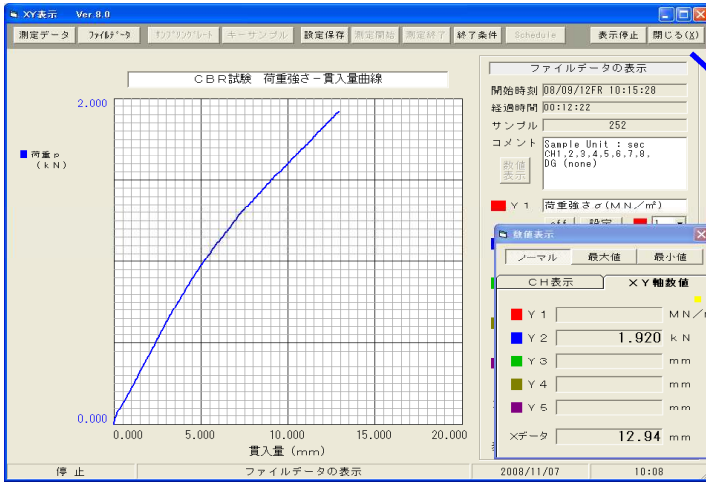 XY表示 Ver.8.0
測定データ ファイルデータ サンプリングレート キーサンプル 設定保存 測定開始 測定終了 終了条件 Schedule 表示停止 閉じる(X)
CBR試験 荷重強さ－貫入量曲線
2.000
荷重p
(kN)
0.000
0.000 5.000 10.000 15.000 20.000
貫入量 (mm)
ファイルデータの表示
開始時刻 08/09/12FR 10:15:28
経過時間 00:12:22
サンプル 252
コメント Sample Unit : sec
CH1,2,3,4,5,6,7,8,
DG (none)
数値
表示
Y1 荷重強さσ(MN/㎡)
off 設定 1
数値表示
ノーマル 最大値 最小値
CH表示 XY軸数値
Y1 MN/
Y2 1.920 kN
Y3 mm
Y4 mm
Y5 mm
Xデータ 12.94 mm
停止 ファイルデータの表示 2008/11/07 10:08